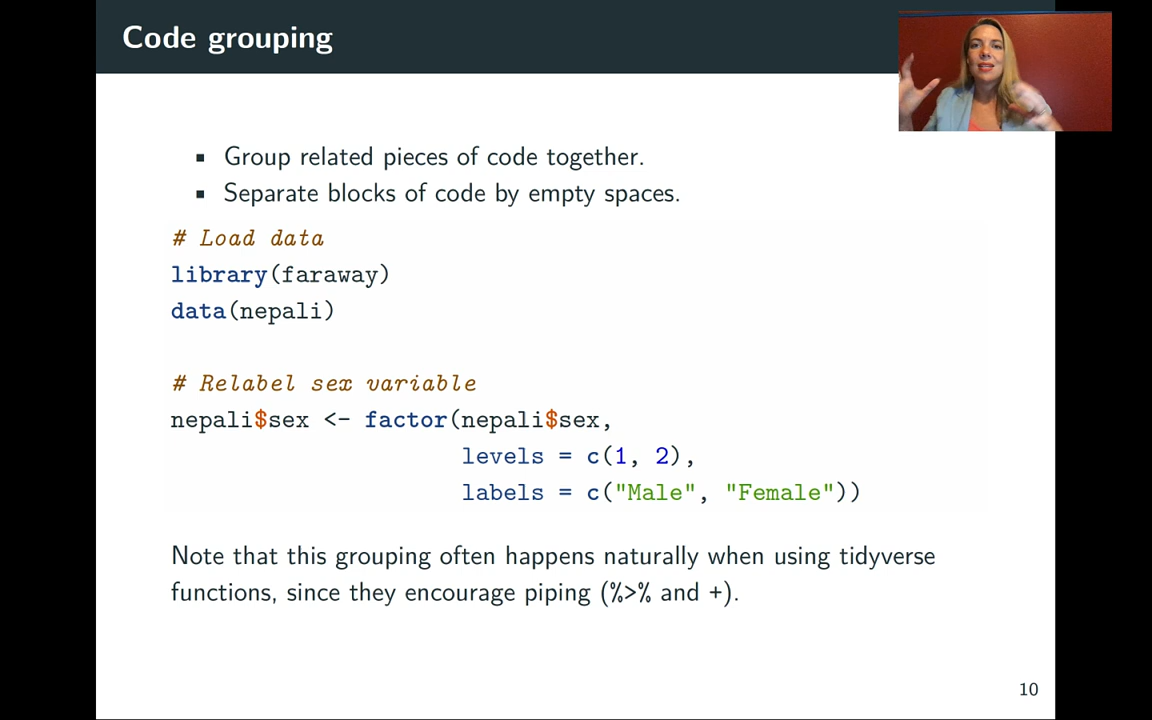 Code grouping
▪ Group related pieces of code together.
▪ Separate blocks of code by empty spaces.
# Load data
library(faraway)
data(nepali)
# Relabel sex variable
nepali$sex <- factor(nepali$sex,
levels = c(1, 2),
labels = c("Male", "Female"))
Note that this grouping often happens naturally when using tidyverse
functions, since they encourage piping (%>% and +).
10